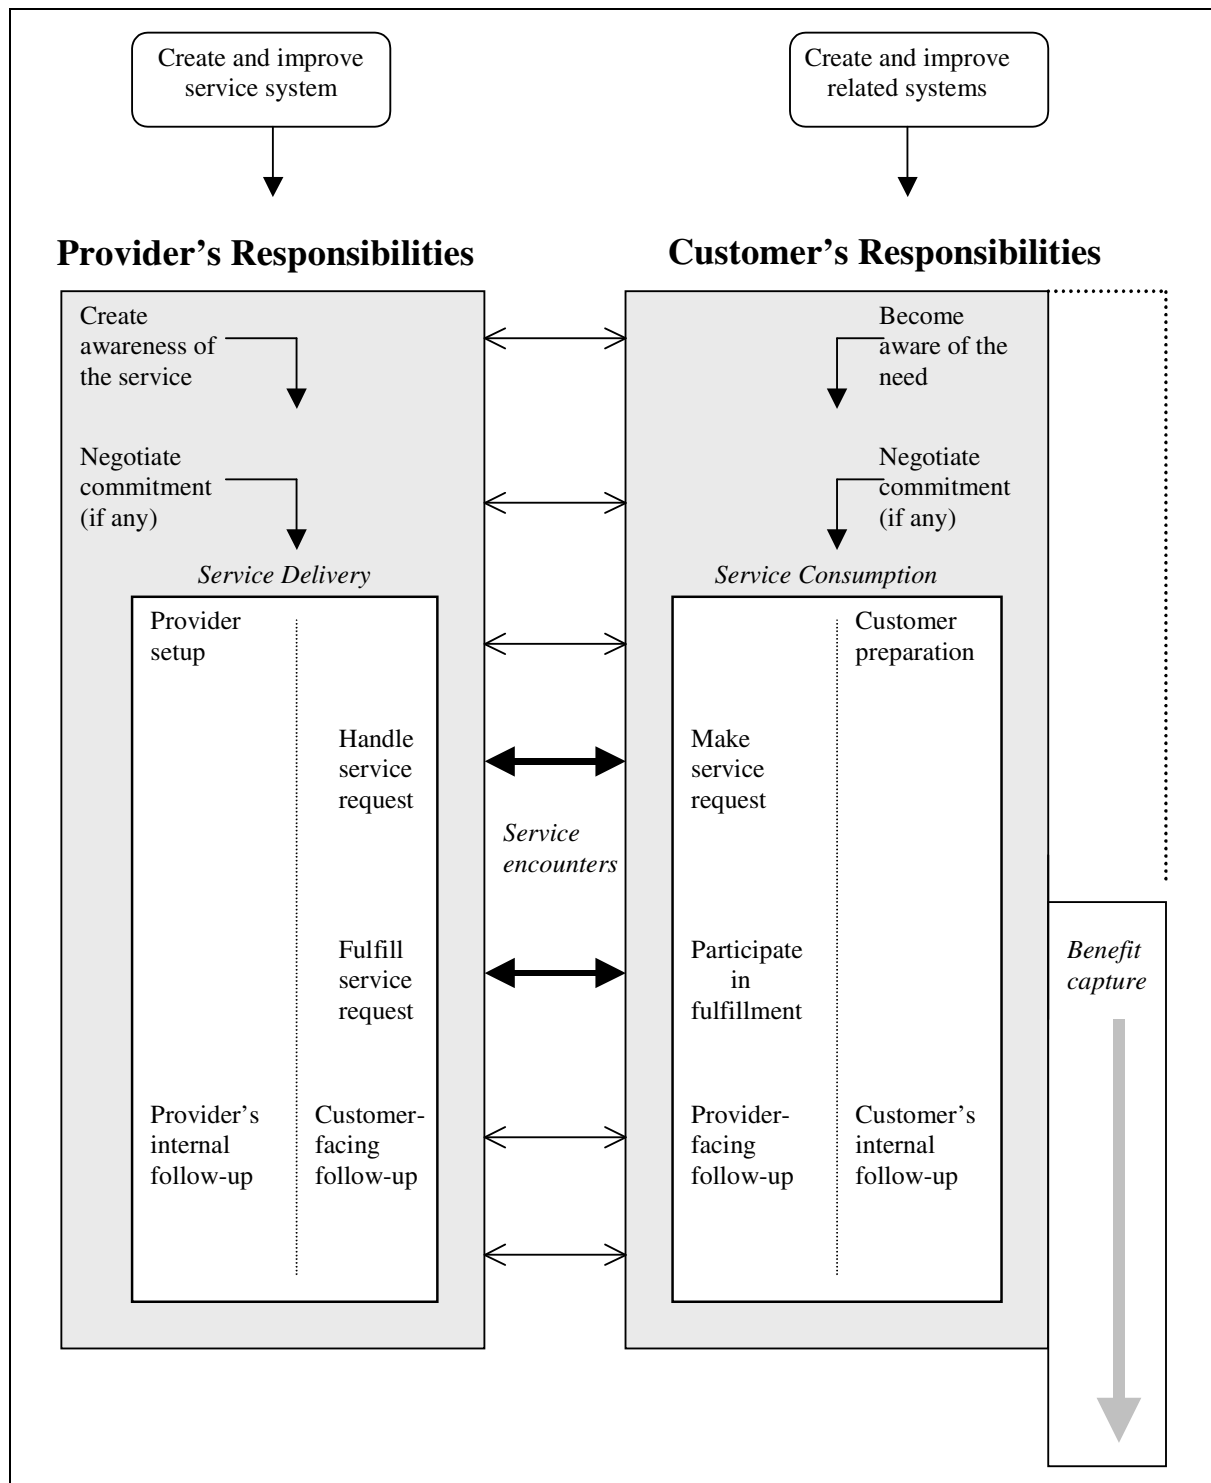 Create and improve
service system
Create and improve
related systems
Provider’s Responsibilities
Customer’s Responsibilities
Create
awareness of
the service
Become
aware of the
need
Negotiate
commitment
(if any)
Negotiate
commitment
(if any)
Service Delivery
Service Consumption
Provider
setup
Customer
preparation
Handle
service
request
Make
service
request
Service
encounters
Fulfill
service
request
Participate
in
fulfillment
Benefit
capture
Provider’s
internal
follow-up
Customer-
facing
follow-up
Provider-
facing
follow-up
Customer’s
internal
follow-up